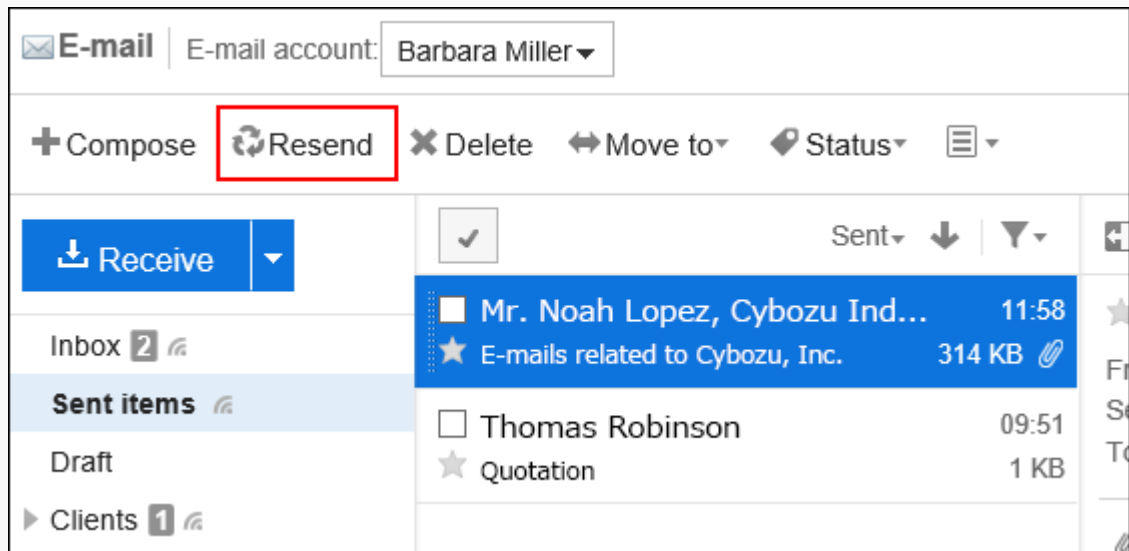 E-mail E-mail account: Barbara Miller
Compose Resend Delete Move to Status
Receive
Sent
Mr. Noah Lopez, Cybozu Ind... 11:58
E-mails related to Cybozu, Inc. 314 KB
Thomas Robinson 09:51
Quotation 1 KB
Inbox 2
Sent items
Draft
Clients 1